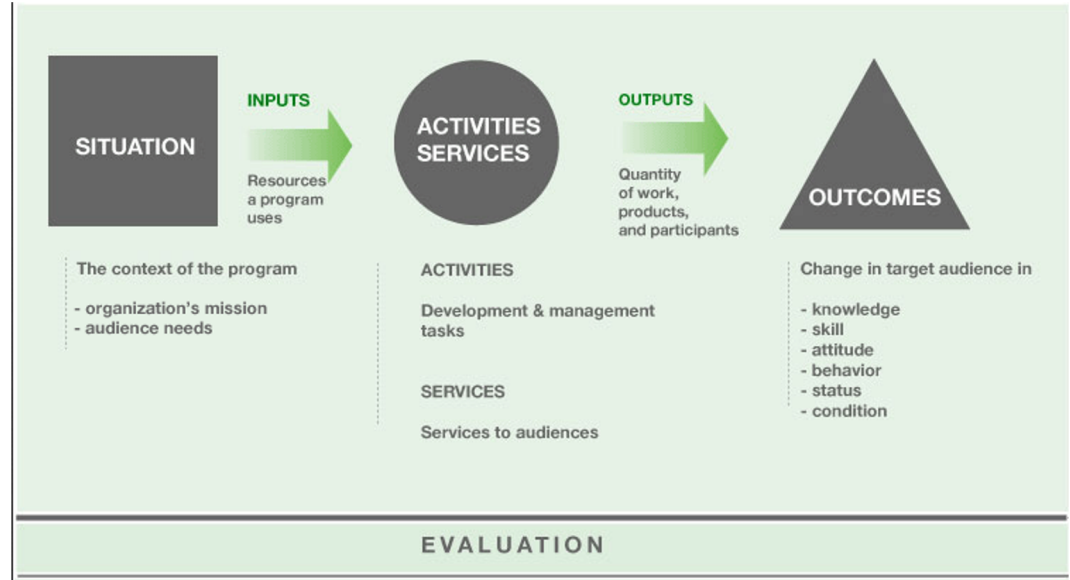 SITUATION
INPUTS
Resources
a program
uses
ACTIVITIES
SERVICES
OUTPUTS
Quantity
of work,
products,
and participants
OUTCOMES
The context of the program
- organization's mission
- audience needs
ACTIVITIES
Development & management
tasks
SERVICES
Services to audiences
Change in target audience in
- knowledge
- skill
- attitude
- behavior
- status
- condition
EVALUATION